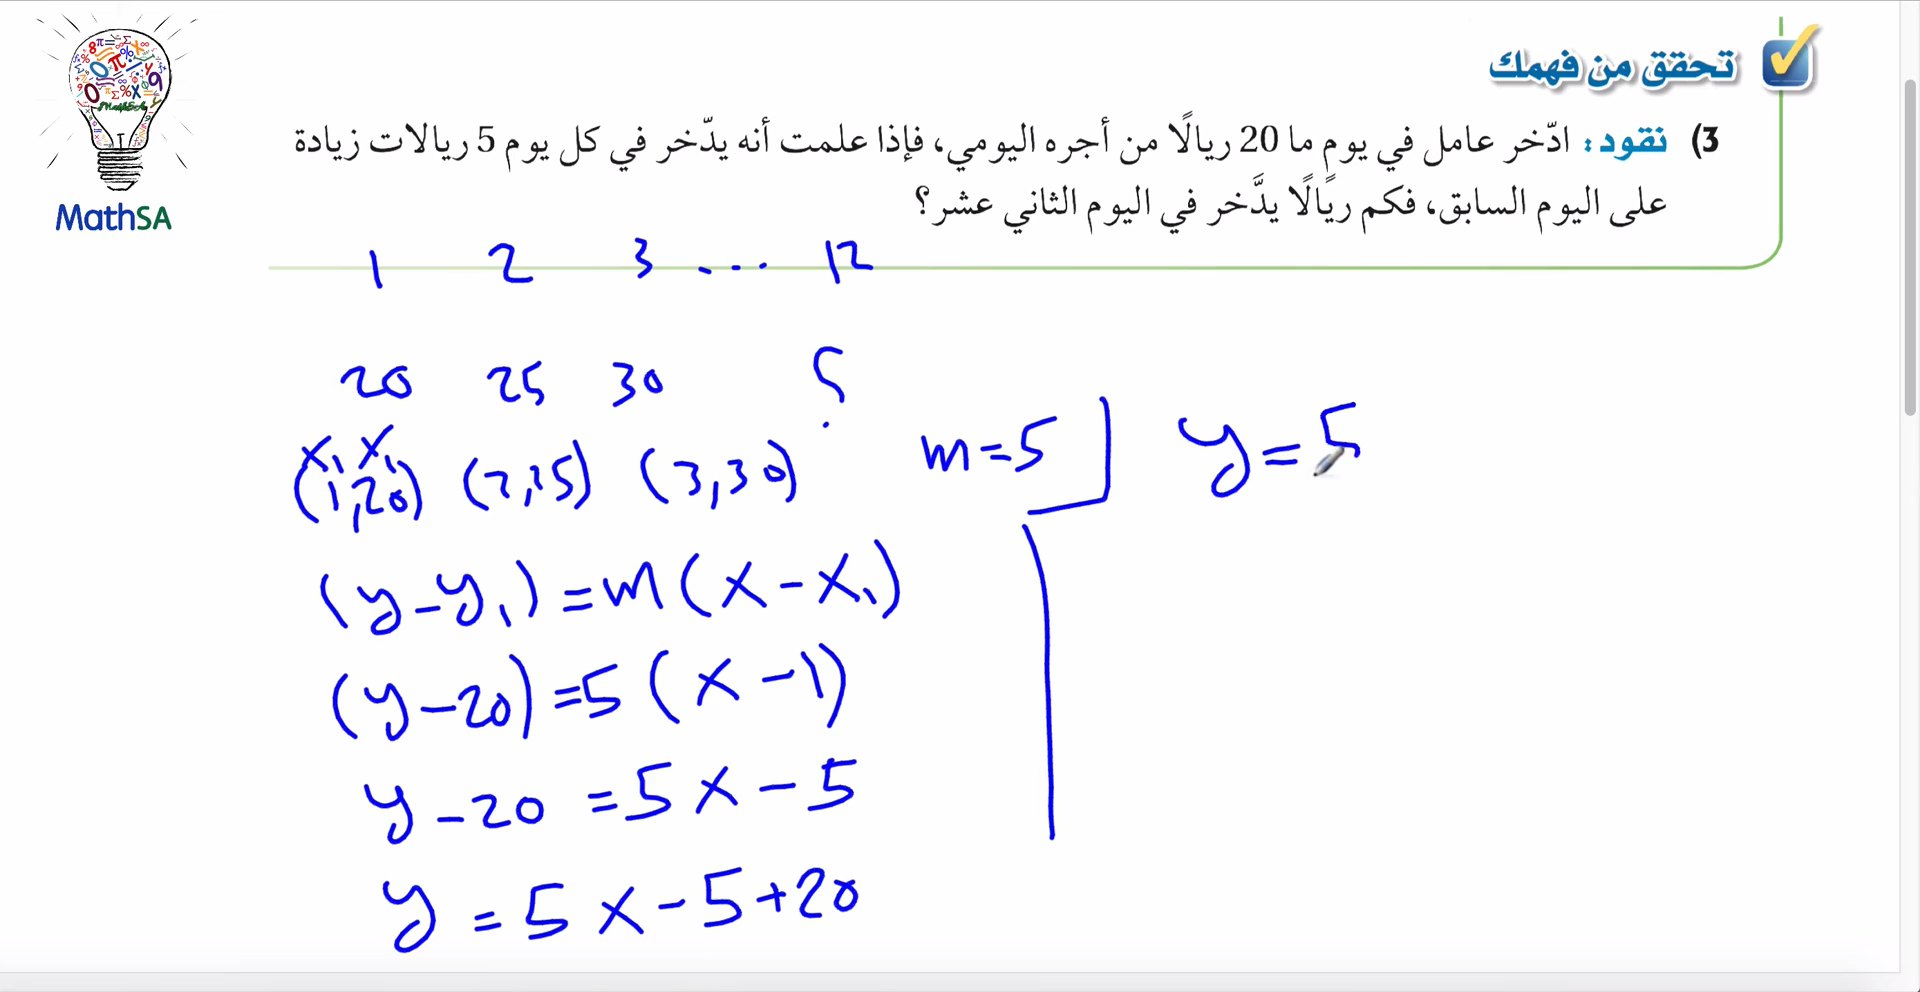 تحقق من فهمك
3) نقود: ادّخر عامل في يوم ما 20 ريالًا من أجره اليومي، فإذا علمت أنه يدّخر في كل يوم 5 ريالات زيادة
على اليوم السابق، فكم ريًالًا يدَّخر في اليوم الثاني عشر؟
MathSA
1 2 3 ... 12
20 25 30 ؟
x₁ x₁
(1,20) (2,25) (3,30) m=5
y=5
(y-y₁)=m(x-x₁)
(y-20)=5(x-1)
y-20=5x-5
y=5x-5+20